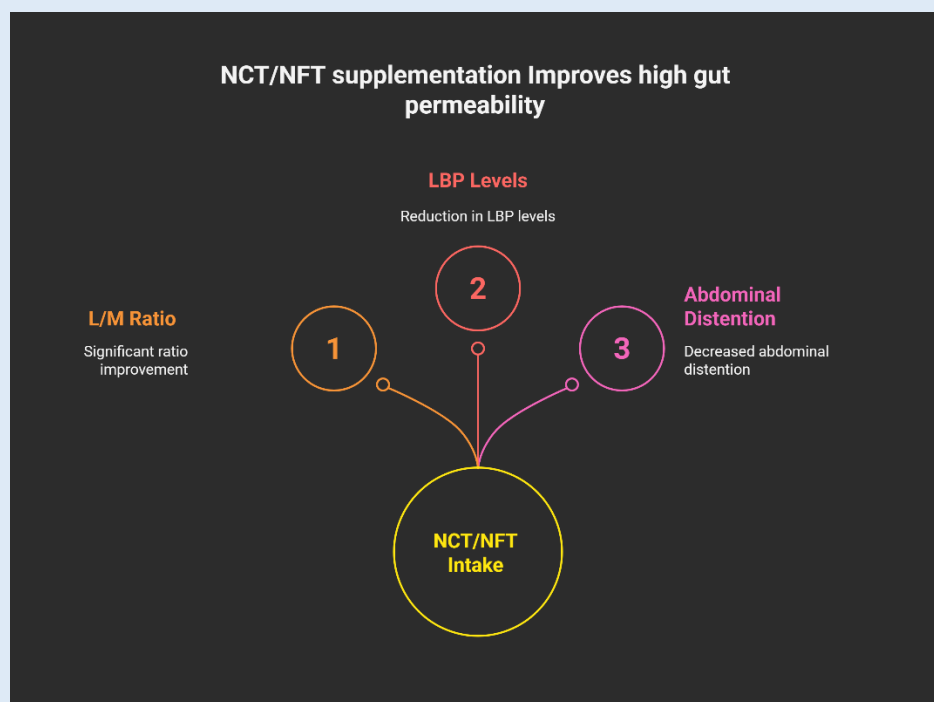 NCT/NFT supplementation Improves high gut
permeability
LBP Levels
Reduction in LBP levels
2
Abdominal
Distention
L/M Ratio
1
3
Significant ratio
improvement
Decreased abdominal
distention
NCT/NFT
Intake